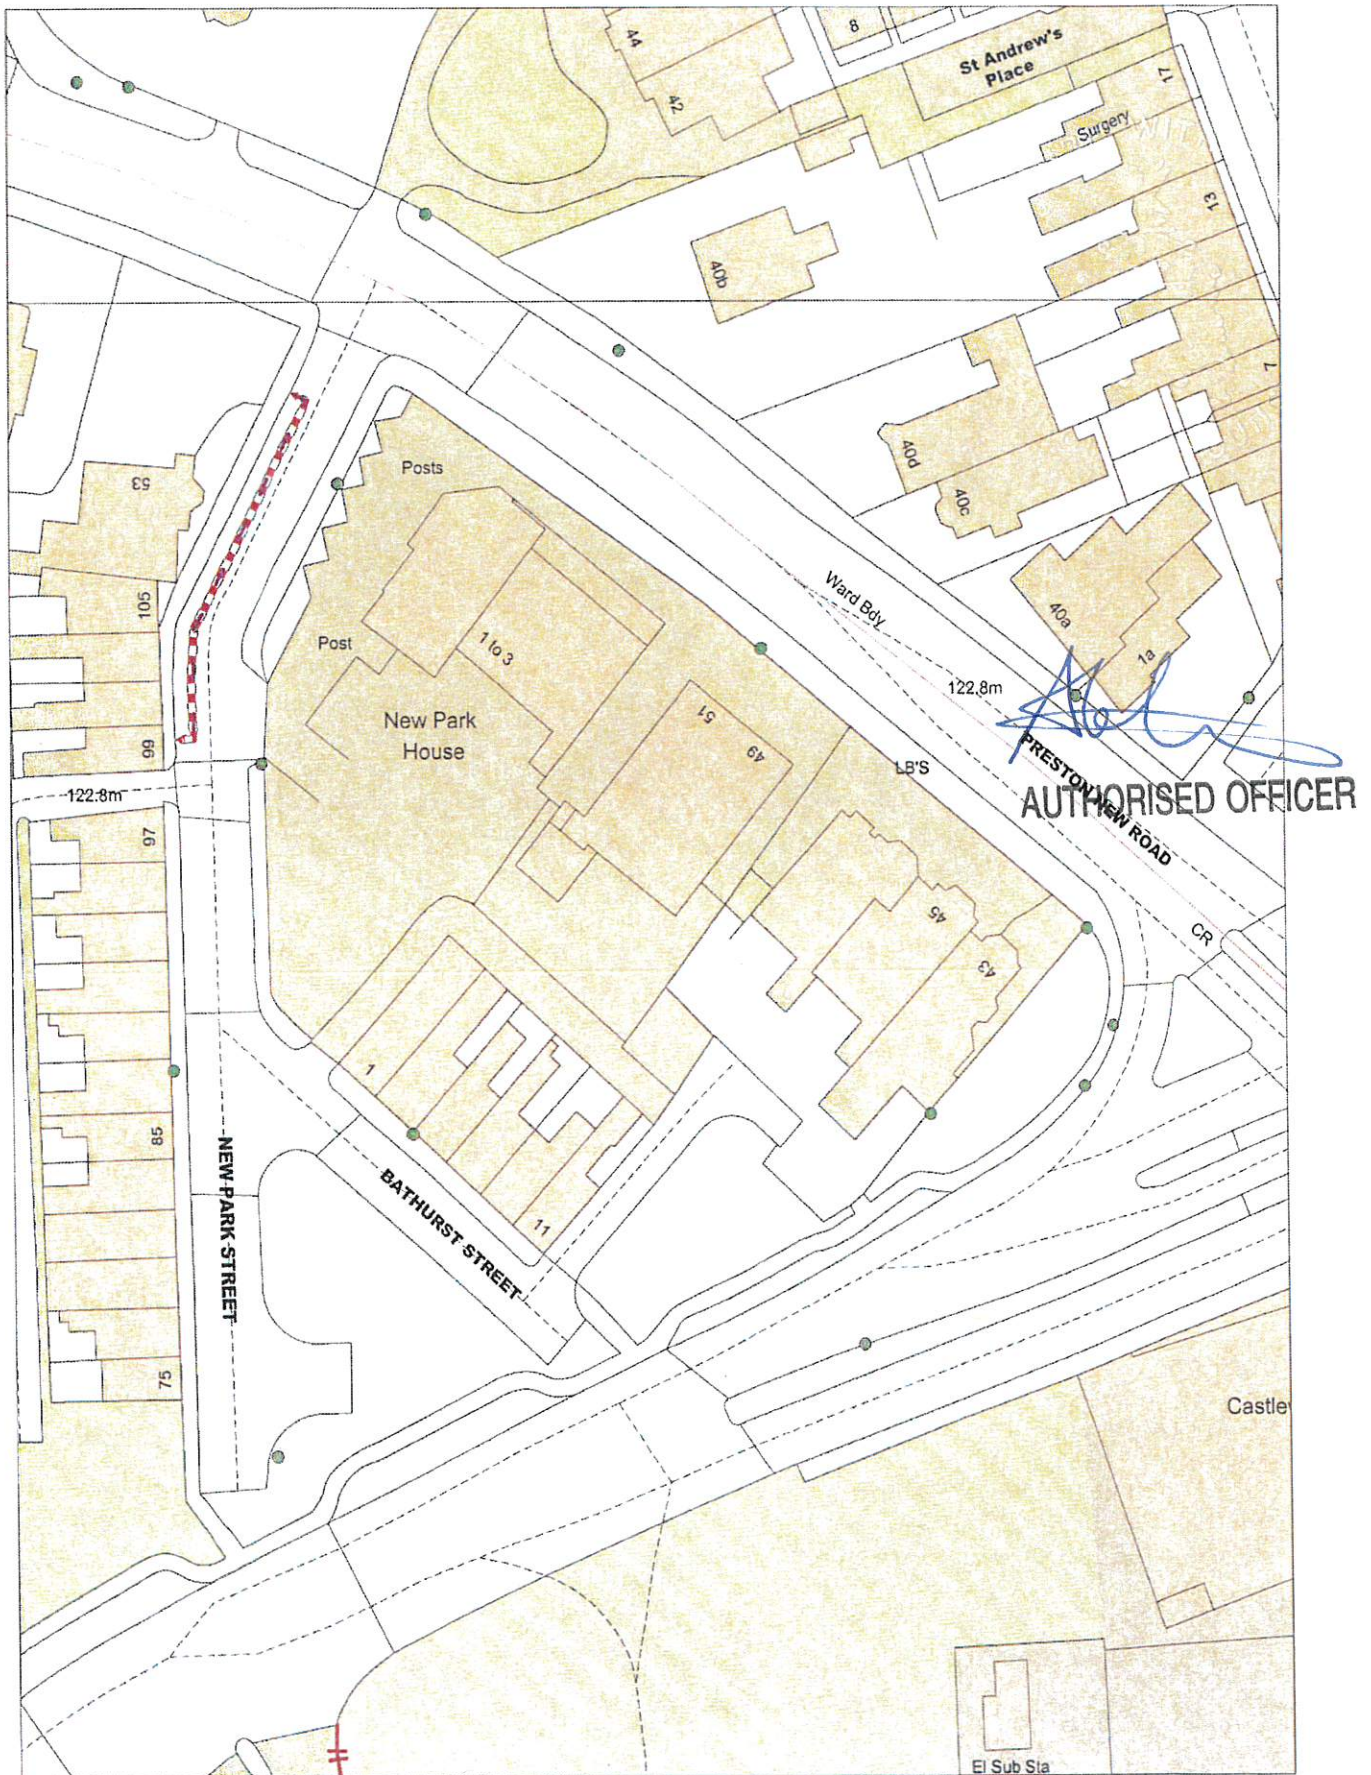 44
42
8
St Andrew's
Place
17
Surgery
13
7
40b
40d
40c
40a
1a
53
105
99
Posts
Post
1 to 3
New Park
House
51
49
Ward Bdy
122.8m
PRESTON NEW ROAD
AUTHORISED OFFICER
LB'S
122.8m
97
45
43
CR
1
85
NEW PARK STREET
BATHURST STREET
11
75
Castle
El Sub Sta